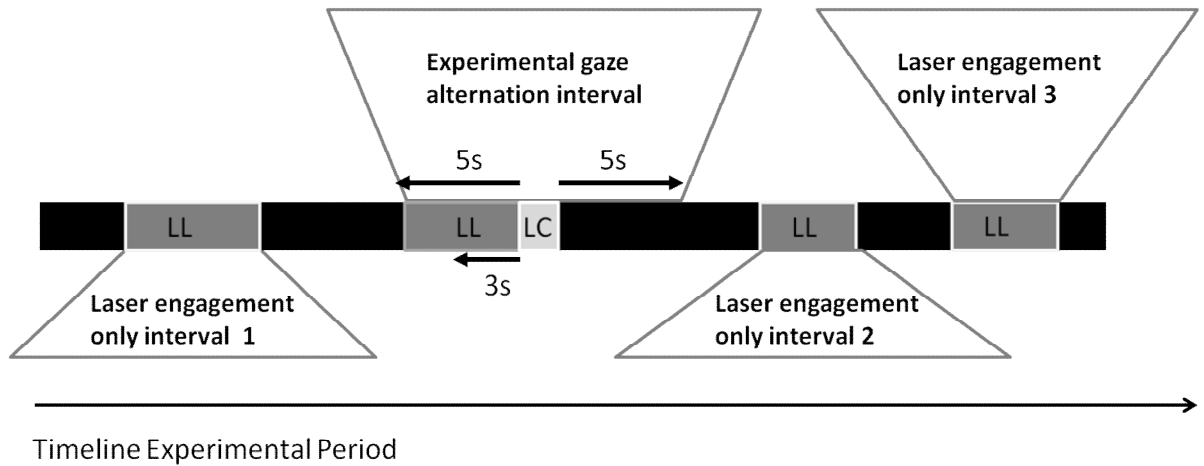 Experimental gaze
alternation interval
Laser engagement
only interval 3
5s
5s
LL
LL
LC
LL
LL
3s
Laser engagement
only interval 1
Laser engagement
only interval 2
Timeline Experimental Period